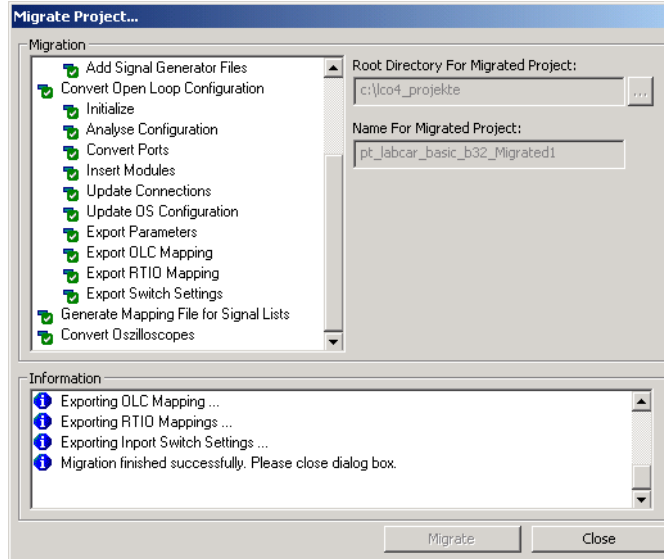 Migrate Project...
Migration
Add Signal Generator Files
Convert Open Loop Configuration
Initialize
Analyse Configuration
Convert Ports
Insert Modules
Update Connections
Update OS Configuration
Export Parameters
Export OLC Mapping
Export RTIO Mapping
Export Switch Settings
Generate Mapping File for Signal Lists
Convert Oszilloscopes
Root Directory For Migrated Project:
c:\lco4_projekte
...
Name For Migrated Project:
pt_labcar_basic_b32_Migrated1
Information
Exporting OLC Mapping ...
Exporting RTIO Mappings ...
Exporting Inport Switch Settings ...
Migration finished successfully. Please close dialog box.
Migrate
Close